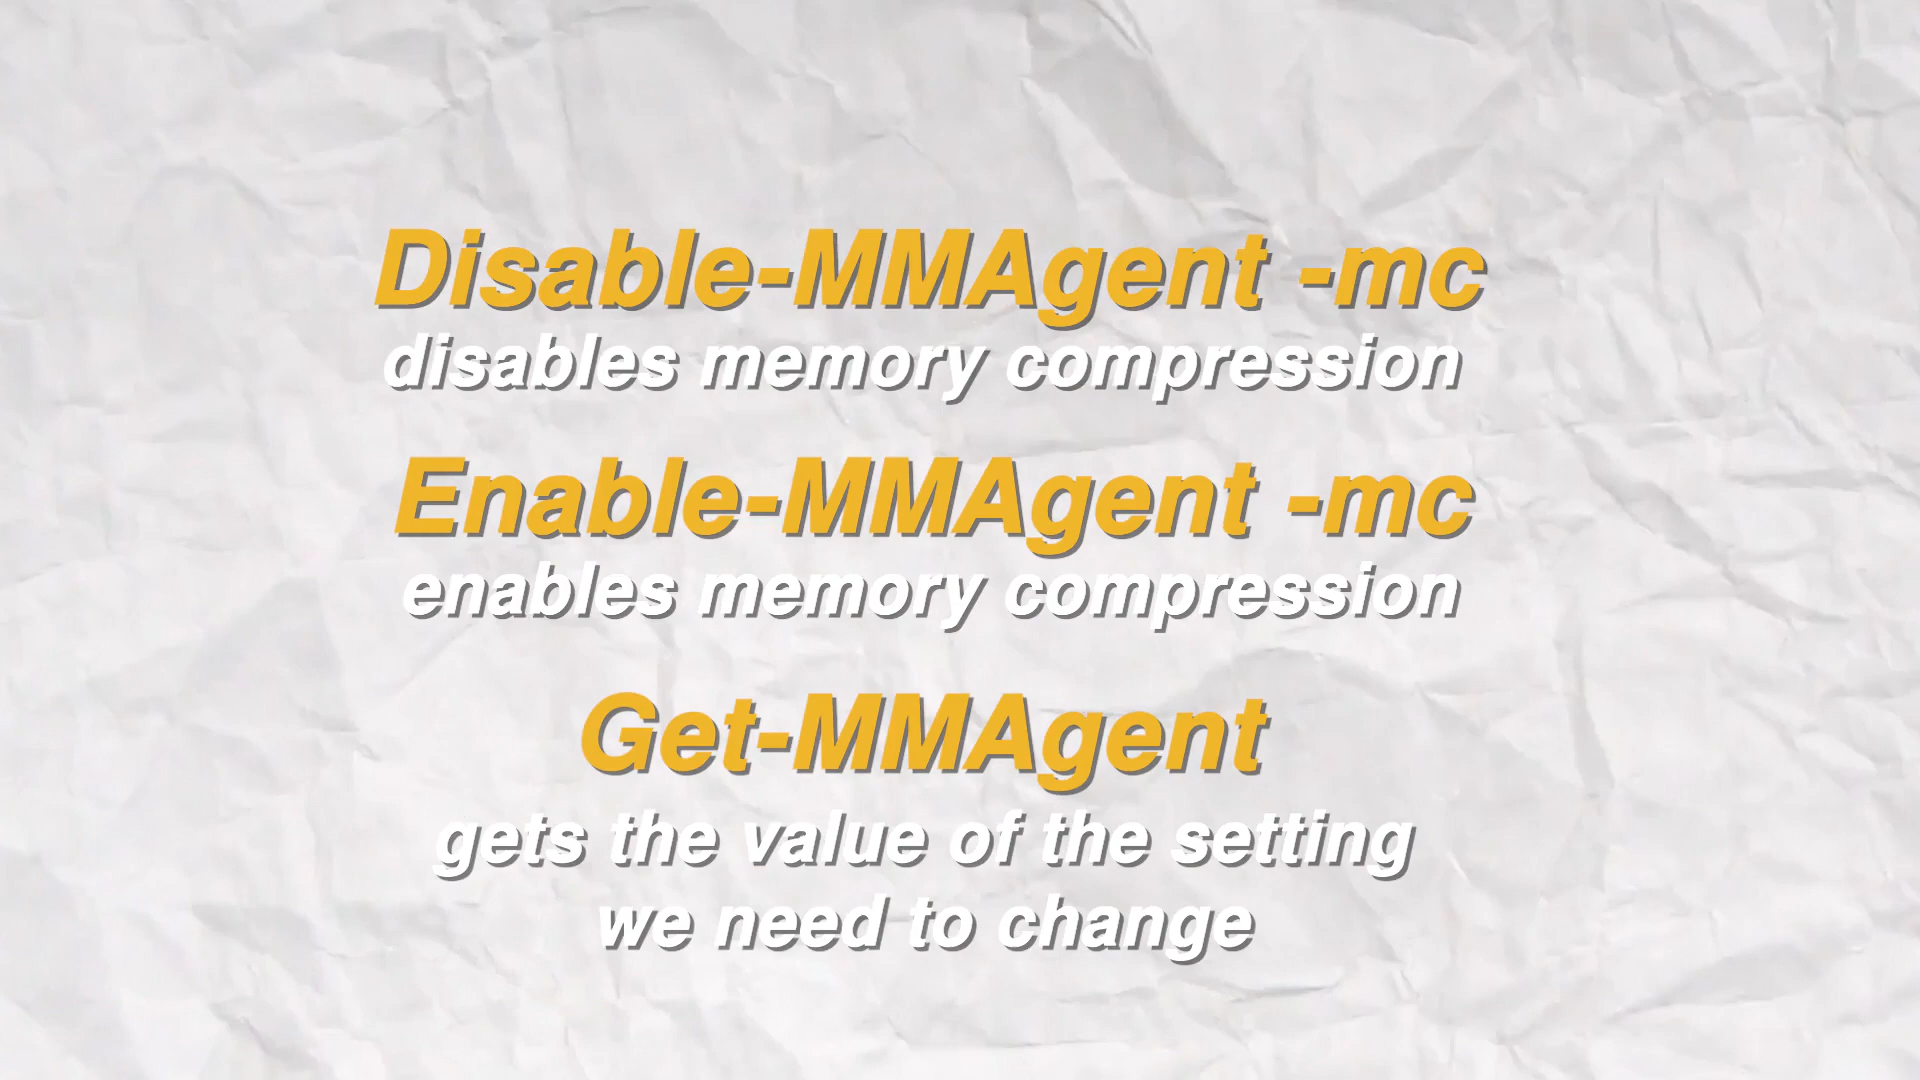 Disable-MMAgent -mc
disables memory compression
Enable-MMAgent -mc
enables memory compression
Get-MMAgent
gets the value of the setting
we need to change